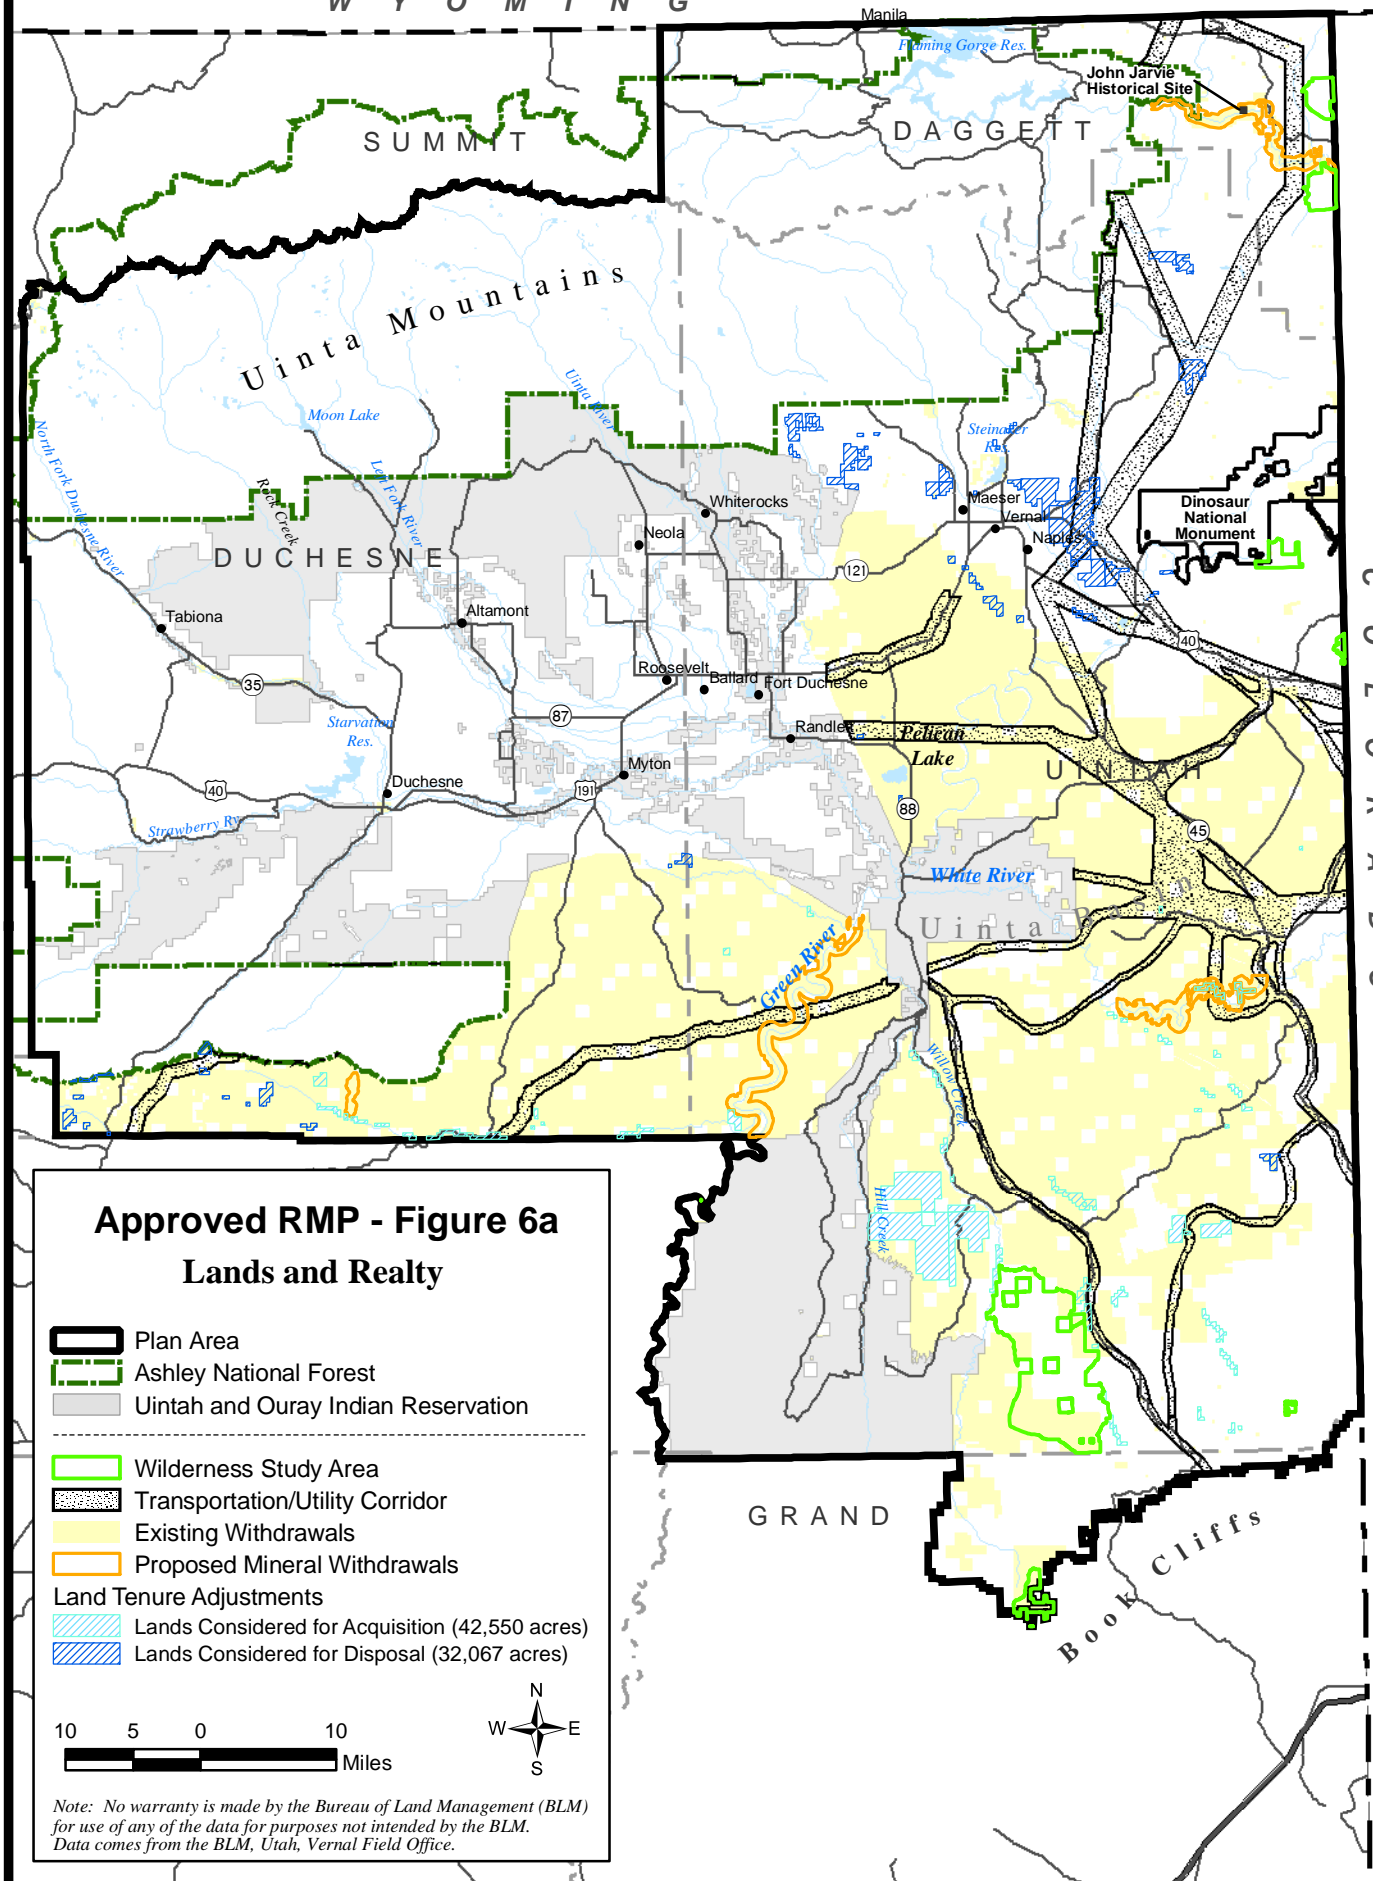 WYOMING
Manila
Flaming Gorge Res.
John Jarvie
Historical Site
SUMMIT
DAGGETT
Uinta Mountains
Uinta River
Moon Lake
North Fork Duchesne River
Rock Creek
Left Fork River
Steinaker
Res.
Whiterocks
Maeser
Vernal
Naples
Dinosaur
National
Monument
Neola
DUCHESNE
121
Tabiona
Altamont
40
COLORADO
Roosevelt
Ballard
Fort Duchesne
35
87
Starvation
Res.
Randlett
Pelican
Lake
UINTAH
Myton
Duchesne
40
191
88
45
Strawberry Rv.
White River
Uinta Basin
Green River
Willow Creek
Hill Creek
GRAND
Book Cliffs
Approved RMP - Figure 6a
Lands and Realty
Plan Area
Ashley National Forest
Uintah and Ouray Indian Reservation
Wilderness Study Area
Transportation/Utility Corridor
Existing Withdrawals
Proposed Mineral Withdrawals
Land Tenure Adjustments
Lands Considered for Acquisition (42,550 acres)
Lands Considered for Disposal (32,067 acres)
N
W E
S
10 5 0 10
Miles
Note: No warranty is made by the Bureau of Land Management (BLM)
for use of any of the data for purposes not intended by the BLM.
Data comes from the BLM, Utah, Vernal Field Office.